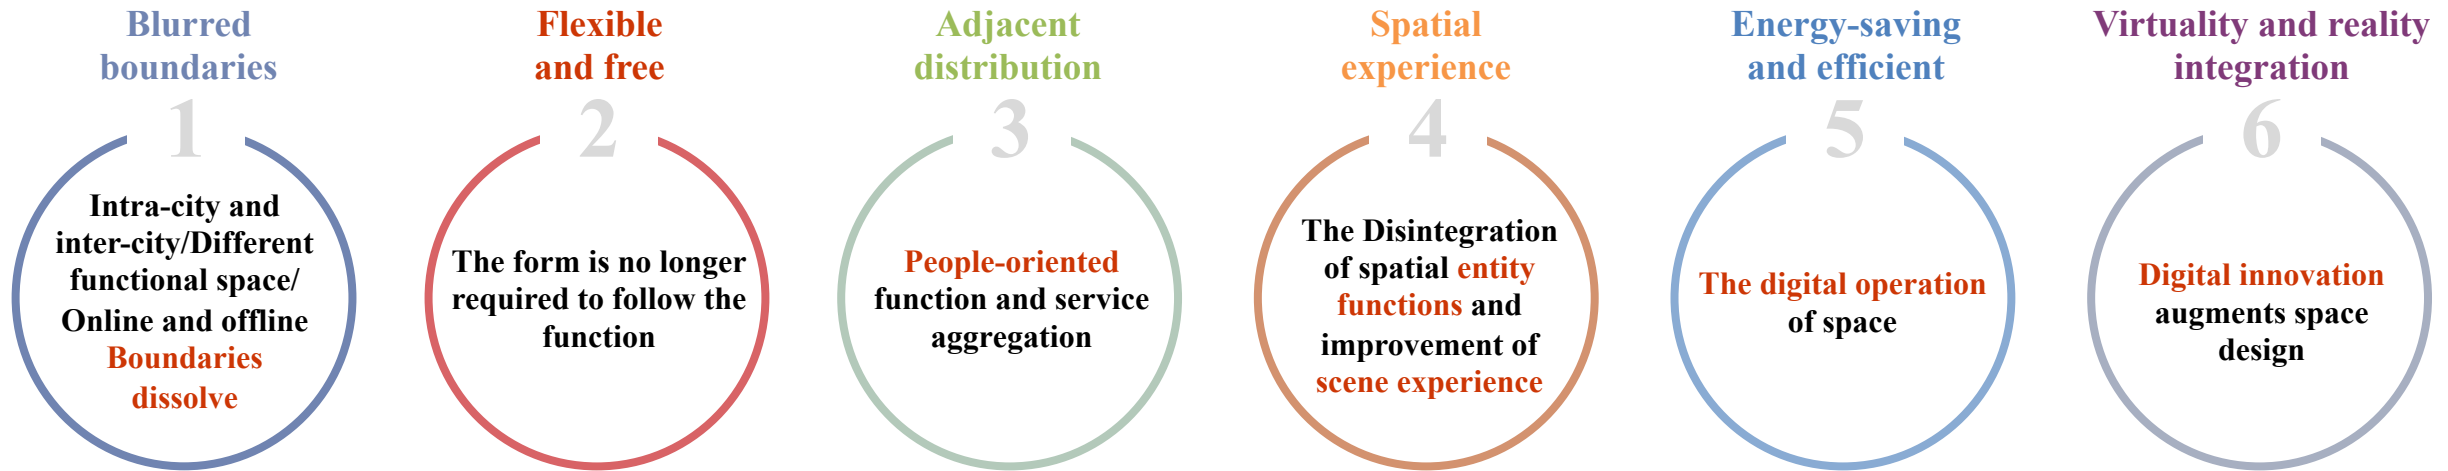 Blurred
boundaries
1
Intra-city and
inter-city/Different
functional space/
Online and offline
Boundaries
dissolve
Flexible
and free
2
The form is no longer
required to follow the
function
Adjacent
distribution
3
People-oriented
function and service
aggregation
Spatial
experience
4
The Disintegration
of spatial entity
functions and
improvement of
scene experience
Energy-saving
and efficient
5
The digital operation
of space
Virtuality and reality
integration
6
Digital innovation
augments space
design